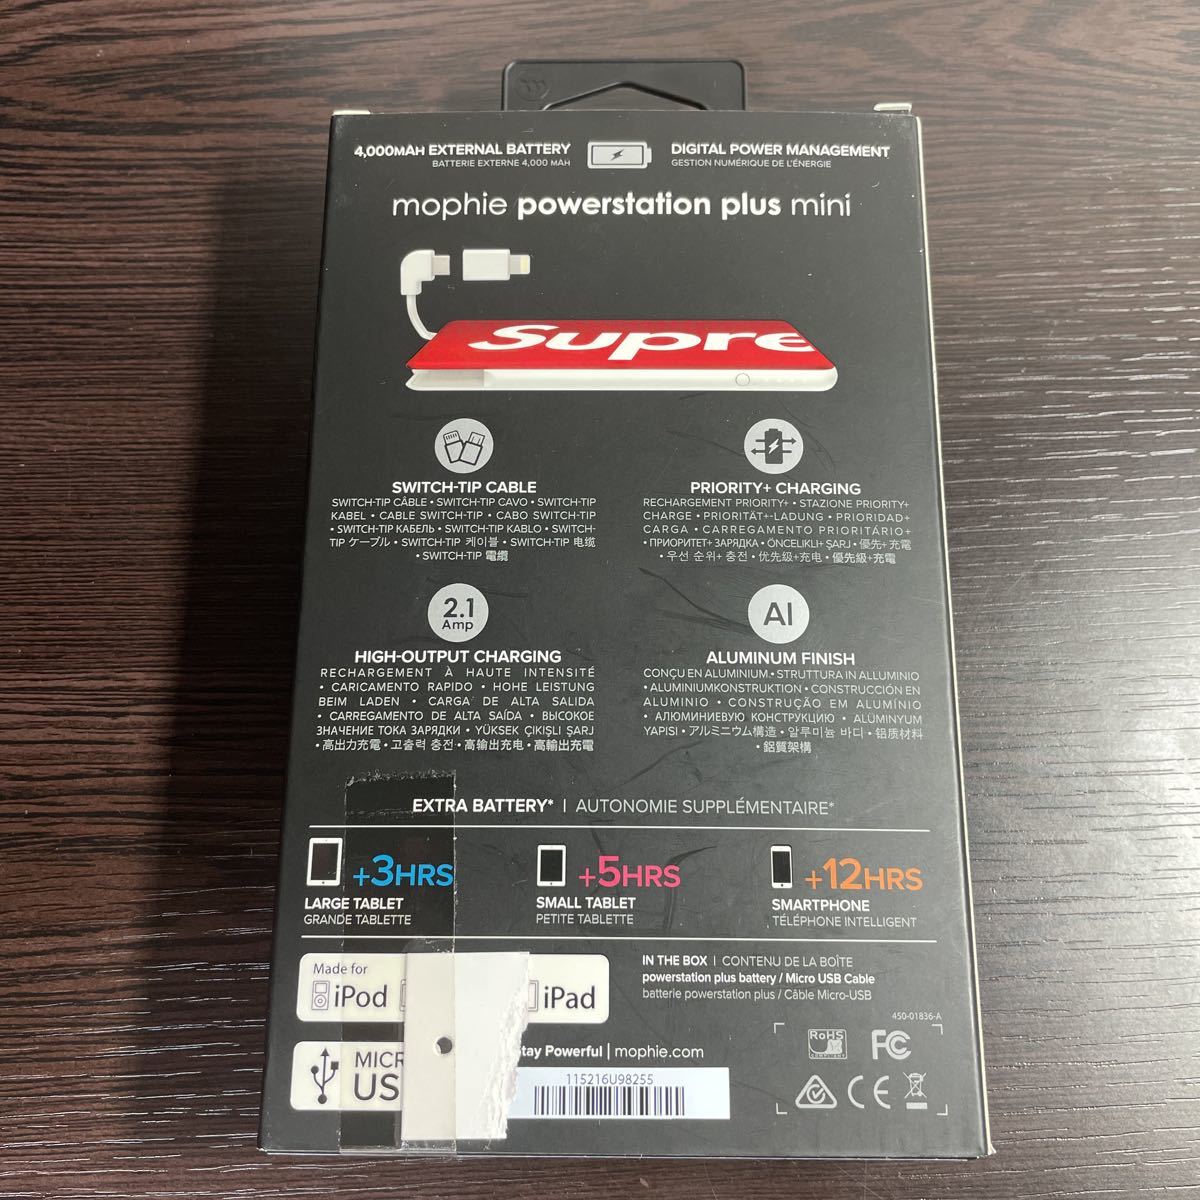 4,000MAH EXTERNAL BATTERY
BATTERIE EXTERNE 4,000 MAH
DIGITAL POWER MANAGEMENT
GESTION NUMÉRIQUE DE L'ÉNERGIE
mophie powerstation plus mini
Supre
SWITCH-TIP CABLE
SWITCH-TIP CÂBLE • SWITCH-TIP CAVO • SWITCH-TIP
KABEL • CABLE SWITCH-TIP • CABO SWITCH-TIP
• SWITCH-TIP КАБЕЛЬ • SWITCH-TIP KABLO • SWITCH-
TIP ケーブル • SWITCH-TIP 케이블 • SWITCH-TIP 电缆
• SWITCH-TIP 電纜
PRIORITY+ CHARGING
RECHARGEMENT PRIORITY+ • STAZIONE PRIORITY+
CHARGE • PRIORITÄT+-LADUNG • PRIORIDAD+
CARGA • CARREGAMENTO PRIORITÁRIO+
• ПРИОРИТЕТ+ ЗАРЯДКА • ÖNCELIKLI+ ŞARJ • 優先+ 充電
• 우선 순위+ 충전 • 优先级+充电 • 優先級+充電
2.1
Amp
HIGH-OUTPUT CHARGING
RECHARGEMENT À HAUTE INTENSITÉ
• CARICAMENTO RAPIDO • HOHE LEISTUNG
BEIM LADEN • CARGA DE ALTA SALIDA
• CARREGAMENTO DE ALTA SAÍDA • ВЫСОКОЕ
ЗНАЧЕНИЕ ТОКА ЗАРЯДКИ • YÜKSEK ÇIKIŞLI ŞARJ
• 高出力充電 • 고출력 충전 • 高输出充电 • 高輸出充電
Al
ALUMINUM FINISH
CONÇU EN ALUMINIUM • STRUTTURA IN ALLUMINIO
• ALUMINIUMKONSTRUKTION • CONSTRUCCIÓN EN
ALUMINIO • CONSTRUÇÃO EM ALUMÍNIO
• АЛЮМИНИЕВУЮ КОНСТРУКЦИЮ • ALÜMINYUM
YAPISI • アルミニウム構造 • 알루미늄 바디 • 铝质材料
• 鋁質架構
EXTRA BATTERY* | AUTONOMIE SUPPLÉMENTAIRE*
+3HRS
LARGE TABLET
GRANDE TABLETTE
+5HRS
SMALL TABLET
PETITE TABLETTE
+12HRS
SMARTPHONE
TÉLÉPHONE INTELLIGENT
Made for
iPod
iPad
IN THE BOX | CONTENU DE LA BOÎTE
powerstation plus battery / Micro USB Cable
batterie powerstation plus / Câble Micro-USB
450-01836-A
MICR
US
Stay Powerful | mophie.com
115216U98255
RoHS
COMPLIANT
FC
CE